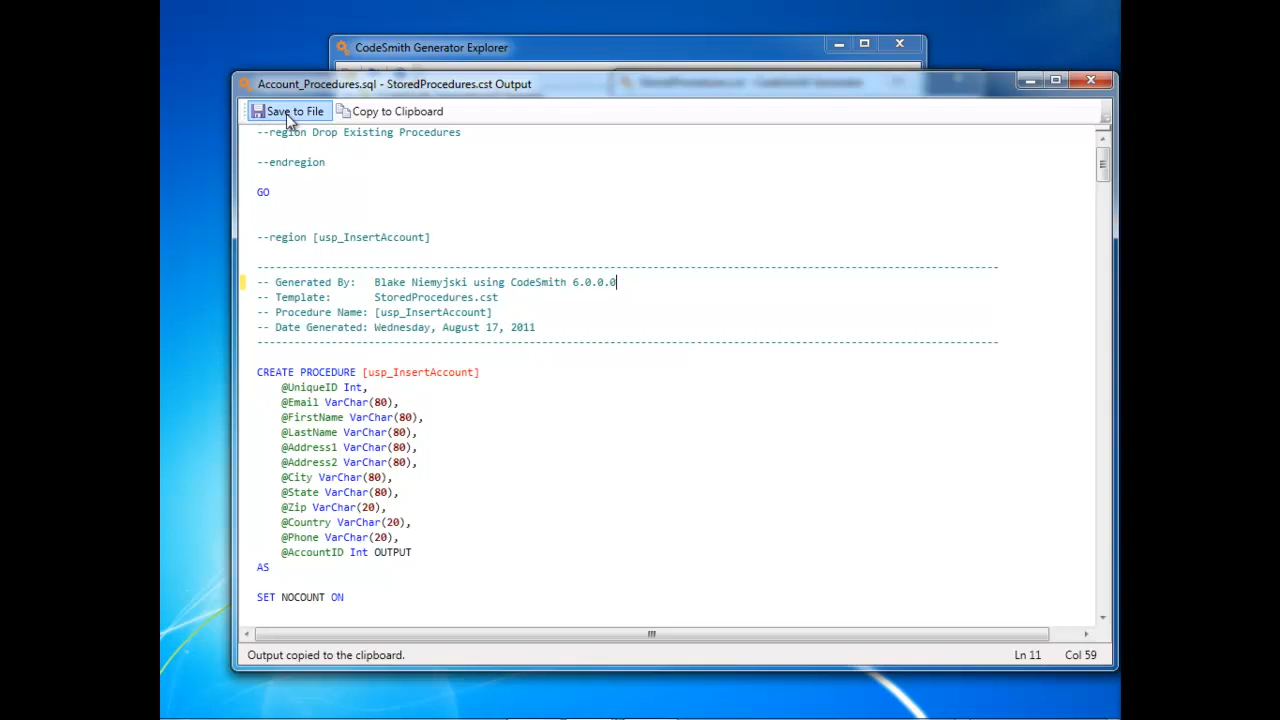 CodeSmith Generator Explorer
Account_Procedures.sql - StoredProcedures.cst Output
Save to File Copy to Clipboard
--region Drop Existing Procedures
--endregion
GO
--region [usp_InsertAccount]
------------------------------------------------------------------------------------------------------------------------
-- Generated By:   Blake Niemyjski using CodeSmith 6.0.0.0
-- Template:       StoredProcedures.cst
-- Procedure Name: [usp_InsertAccount]
-- Date Generated: Wednesday, August 17, 2011
------------------------------------------------------------------------------------------------------------------------
CREATE PROCEDURE [usp_InsertAccount]
@UniqueID Int,
@Email VarChar(80),
@FirstName VarChar(80),
@LastName VarChar(80),
@Address1 VarChar(80),
@Address2 VarChar(80),
@City VarChar(80),
@State VarChar(80),
@Zip VarChar(20),
@Country VarChar(20),
@Phone VarChar(20),
@AccountID Int OUTPUT
AS
SET NOCOUNT ON
Output copied to the clipboard. Ln 11 Col 59